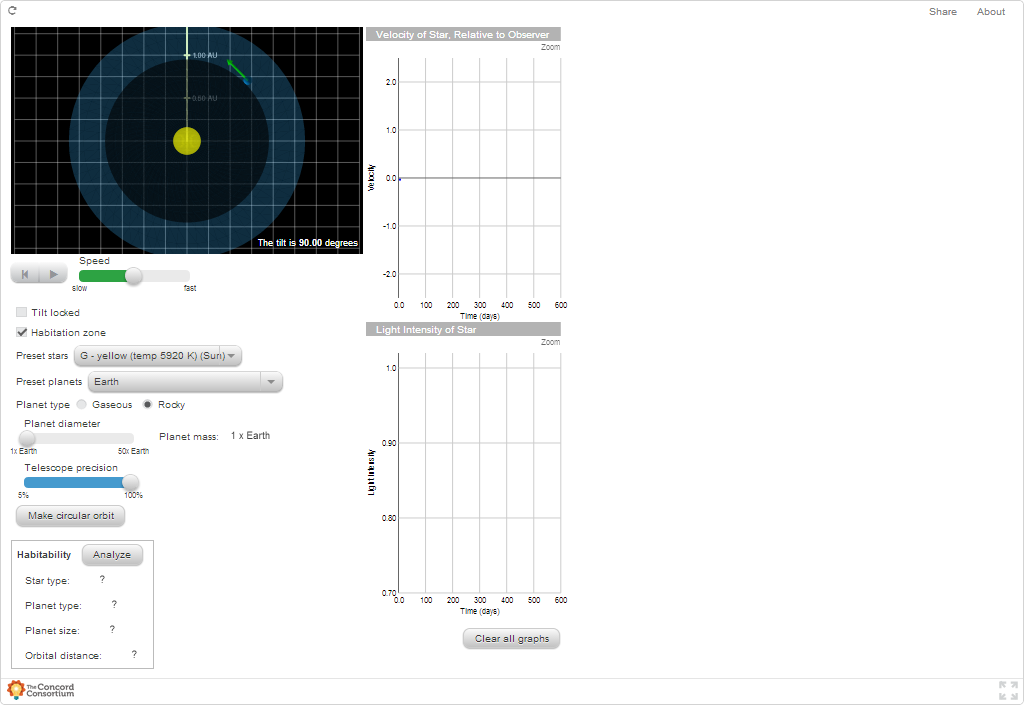 Share About
1.00 AU
0.50 AU
The tilt is 90.00 degrees
Speed
slow fast
Tilt locked
Habitation zone
Preset stars G - yellow (temp 5920 K) (Sun)
Preset planets Earth
Planet type Gaseous Rocky
Planet diameter
Planet mass: 1 x Earth
1x Earth 50x Earth
Telescope precision
5% 100%
Make circular orbit
Habitability Analyze
Star type: ?
Planet type: ?
Planet size: ?
Orbital distance: ?
Velocity of Star, Relative to Observer
Zoom
2.0
1.0
0.0
-1.0
-2.0
Velocity
0.0 100 200 300 400 500 600
Time (days)
Light Intensity of Star
Zoom
1.0
0.90
0.80
0.70
Light Intensity
0.0 100 200 300 400 500 600
Time (days)
Clear all graphs
The Concord
Consortium